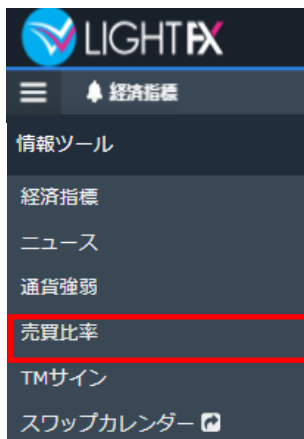 LIGHT FX
経済指標
情報ツール
経済指標
ニュース
通貨強弱
売買比率
TMサイン
スワップカレンダー